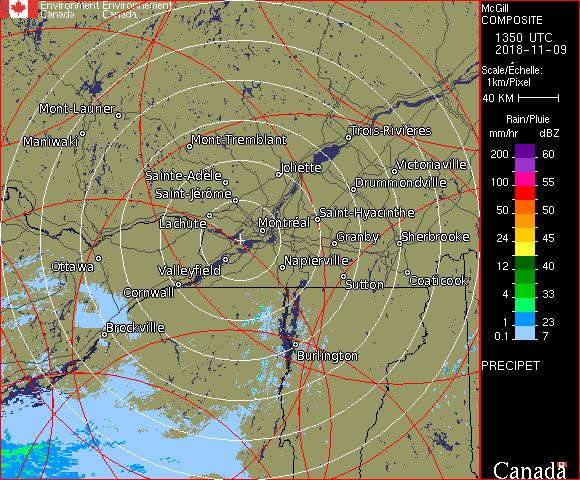 Environment Environnement
Canada Canada
McGill
COMPOSITE
1350 UTC
2018-11-09
Scale/Échelle:
1km/Pixel
40 KM
Rain/Pluie
mm/hr dBZ
200 60
155
100 55
50 50
24 45
12 40
4 33
1 23
0.1 7
PRECIPET
Canada
Mont-Laurier
Maniwaki
Mont-Tremblant
Trois-Rivières
Sainte-Adèle
Joliette
Victoriaville
Saint-Jérôme
Drummondville
Lachute
Montréal
Saint-Hyacinthe
Granby
Sherbrooke
Ottawa
Valleyfield
Napierville
Cornwall
Sutton
Coaticook
Brockville
Burlington